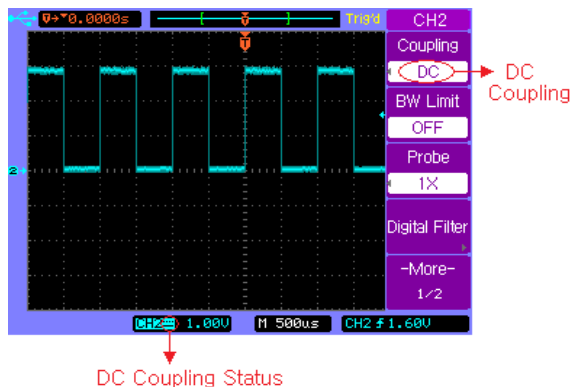 0.0000s Trig'd CH2
T
Coupling
DC
DC
Coupling
BW Limit
OFF
Probe
1X
2
Digital Filter
-More-
1/2
CH2 1.00V M 500us CH2 1.60V
DC Coupling Status